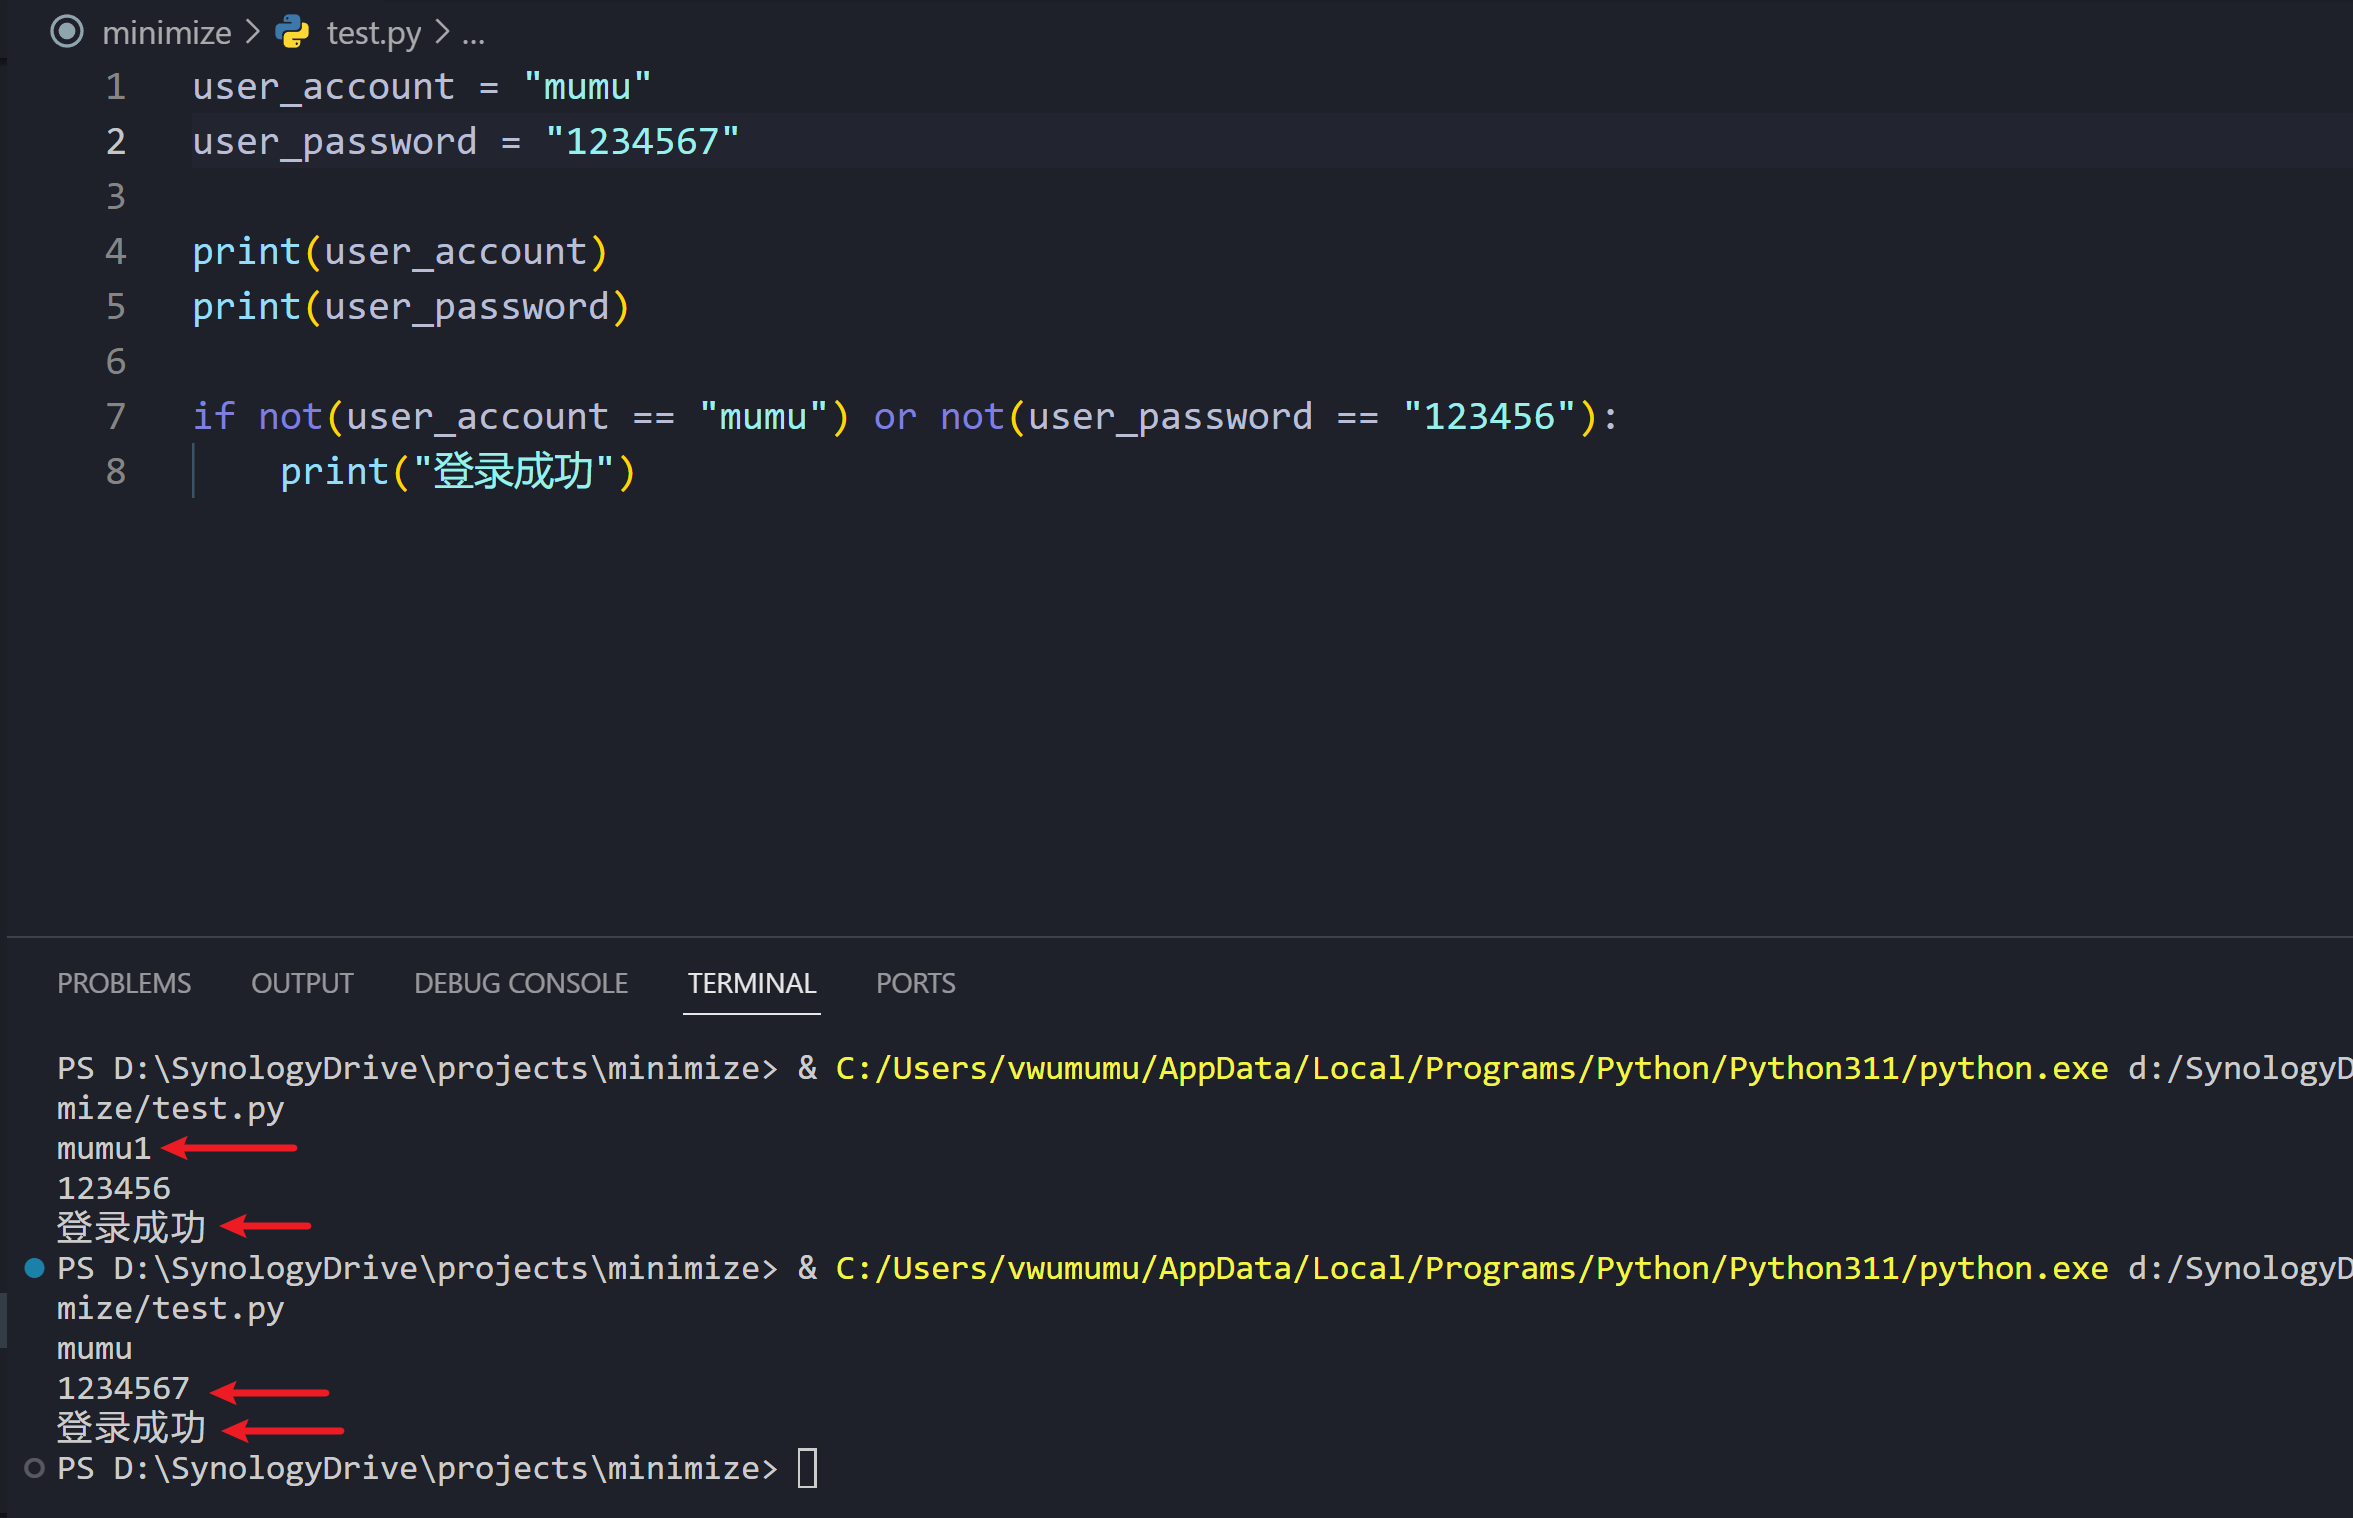 minimize > test.py > ...
1 user_account = "mumu"
2 user_password = "1234567"
3
4 print(user_account)
5 print(user_password)
6
7 if not(user_account == "mumu") or not(user_password == "123456"):
8     print("登录成功")
PROBLEMS OUTPUT DEBUG CONSOLE TERMINAL PORTS
PS D:\SynologyDrive\projects\minimize> & C:/Users/vwumumu/AppData/Local/Programs/Python/Python311/python.exe d:/SynologyD
mize/test.py
mumu1
123456
登录成功
PS D:\SynologyDrive\projects\minimize> & C:/Users/vwumumu/AppData/Local/Programs/Python/Python311/python.exe d:/SynologyD
mize/test.py
mumu
1234567
登录成功
PS D:\SynologyDrive\projects\minimize>